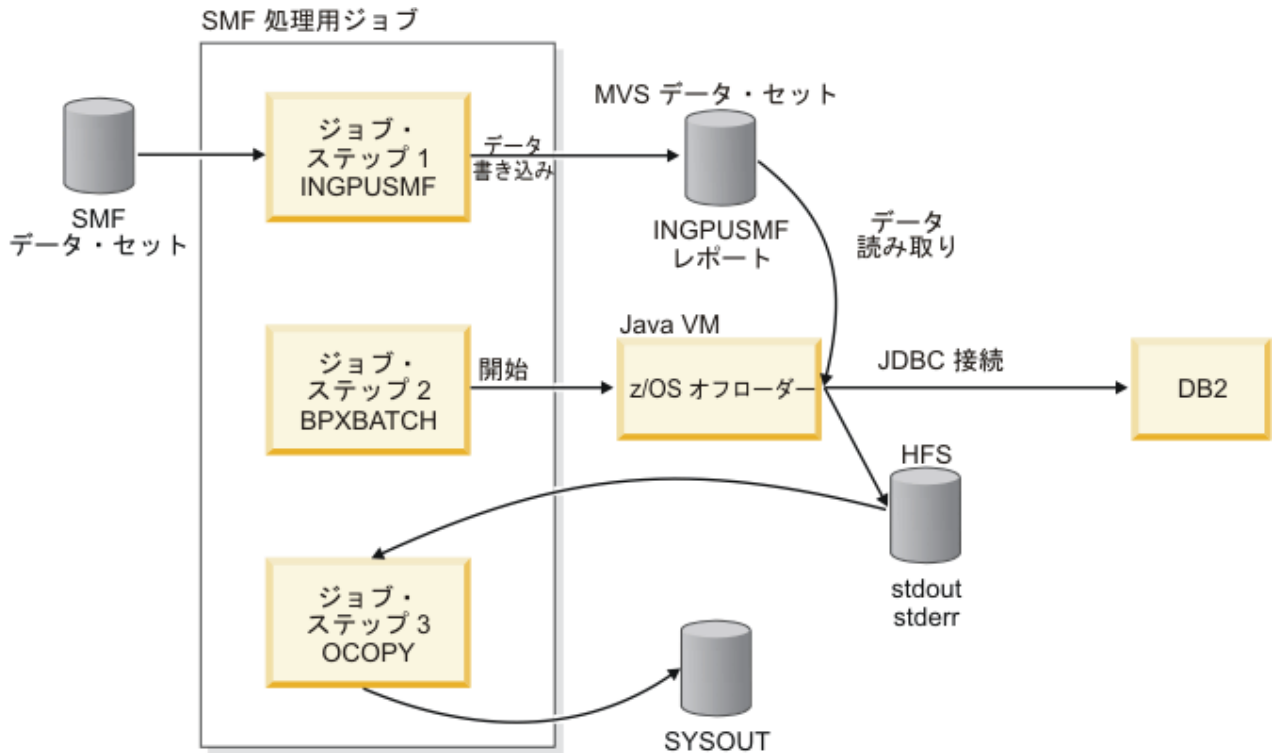 SMF 処理用ジョブ
SMF
データ・セット
ジョブ・
ステップ 1
INGPUSMF
データ
書き込み
MVS データ・セット
INGPUSMF
レポート
データ
読み取り
ジョブ・
ステップ 2
BPXBATCH
開始
Java VM
z/OS オフローダー
JDBC 接続
DB2
HFS
stdout
stderr
ジョブ・
ステップ 3
OCOPY
SYSOUT